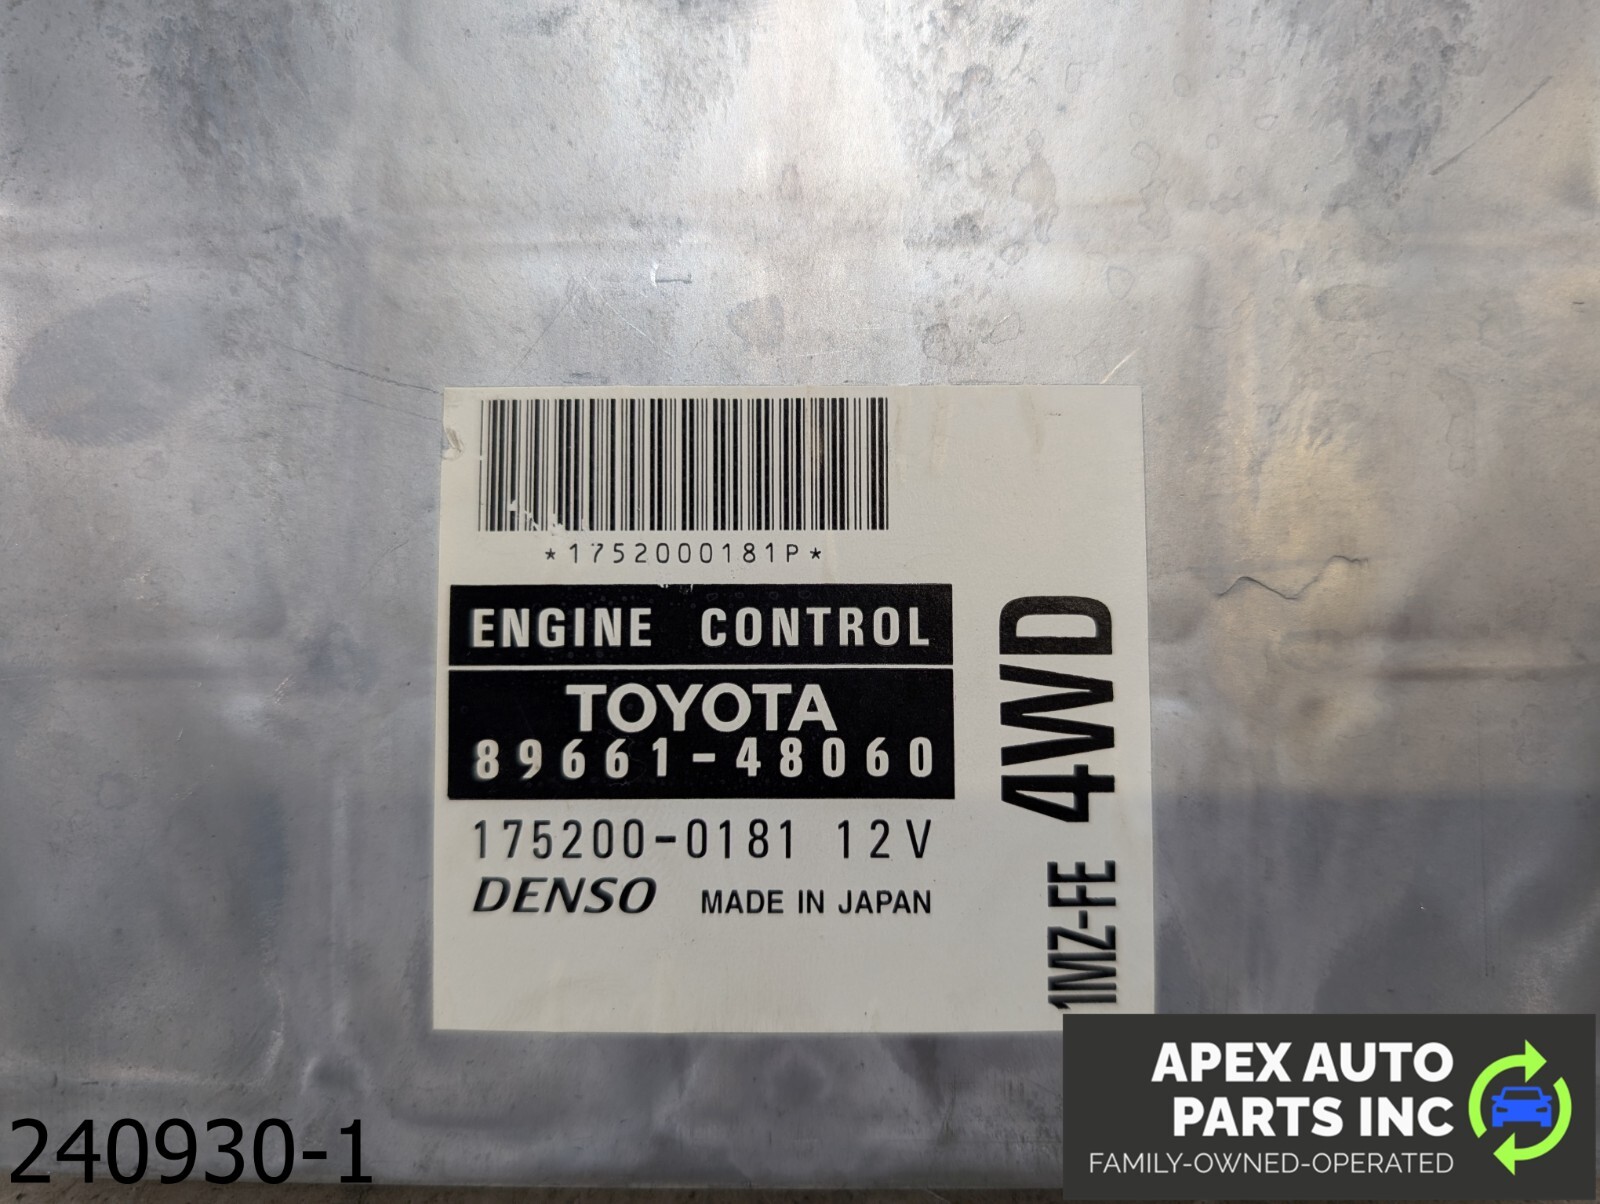 *1752000181P*
ENGINE CONTROL
TOYOTA
89661-48060
175200-0181 12V
DENSO MADE IN JAPAN
1MZ-FE 4WD
240930-1
APEX AUTO
PARTS INC
FAMILY-OWNED-OPERATED